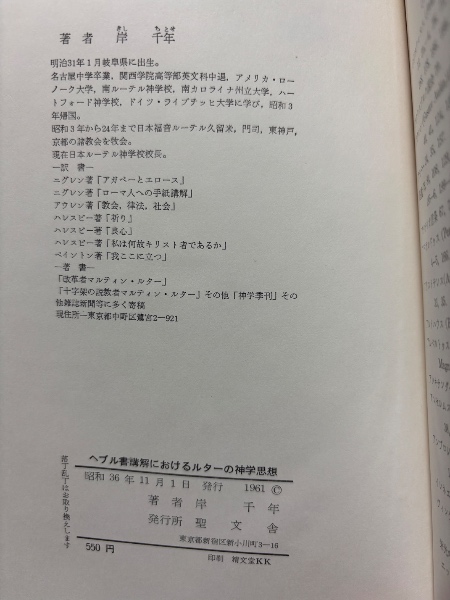 きし ちとせ
著者 岸 千年
明治31年1月岐阜県に出生。
名古屋中学卒業，関西学院高等部英文科中退，アメリカ・ロー
ノーク大学，南ルーテル神学校，南カロライナ州立大学，ハー
トフォード神学校，ドイツ・ライプチッヒ大学に学び，昭和3
年帰国。
昭和3年から24年まで日本福音ルーテル久留米，門司，東神戸，
京都の諸教会を牧会。
現在日本ルーテル神学校校長。
―訳 書―
ニグレン著「アガペーとエロース」
ニグレン著「ローマ人への手紙講解」
アウレン著「教会，律法，社会」
ハレスビー著「祈り」
ハレスビー著「良心」
ハレスビー著「私は何故キリスト者であるか」
ベイントン著「我ここに立つ」
―著 書―
「改革者マルティン・ルター」
「十字架の説教者マルティン・ルター」その他「神学季刊」その
他雑誌新聞等に多く寄稿
現住所―東京都中野区鷺宮2―921
ヘブル書講解におけるルターの神学思想
昭和36年11月1日 発行 1961 ©
著者 岸 千年
発行所 聖文舎
東京都新宿区新小川町3―16
印刷 精文堂KK
落丁乱丁はお取り換えします
550円